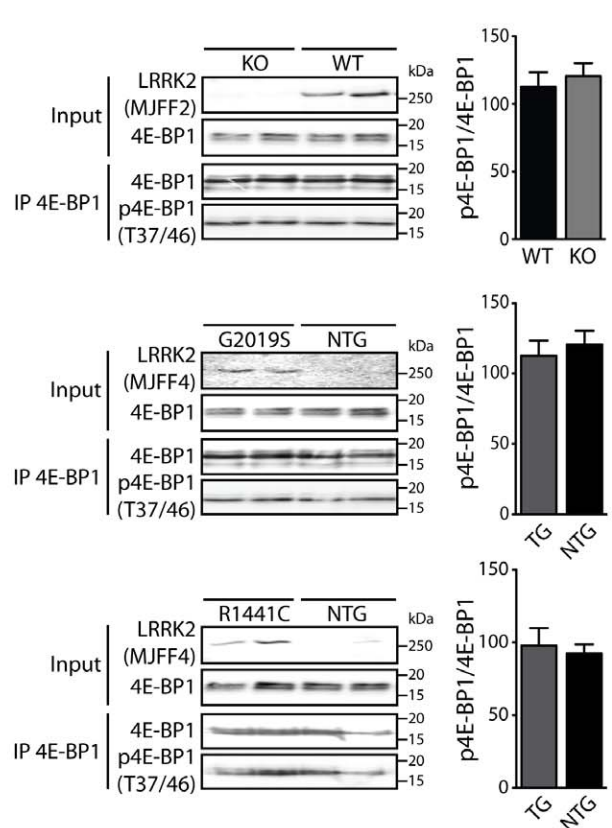 KO WT
kDa
LRRK2
(MJFF2)
250
Input
4E-BP1
20
15
IP 4E-BP1
4E-BP1
20
15
p4E-BP1
(T37/46)
20
15
p4E-BP1/4E-BP1
150
100
50
0
WT KO
G2019S NTG
kDa
LRRK2
(MJFF4)
250
Input
4E-BP1
20
15
IP 4E-BP1
4E-BP1
20
15
p4E-BP1
(T37/46)
20
15
p4E-BP1/4E-BP1
150
100
50
0
TG NTG
R1441C NTG
kDa
LRRK2
(MJFF4)
250
Input
4E-BP1
20
15
IP 4E-BP1
4E-BP1
20
15
p4E-BP1
(T37/46)
20
15
p4E-BP1/4E-BP1
150
100
50
0
TG NTG